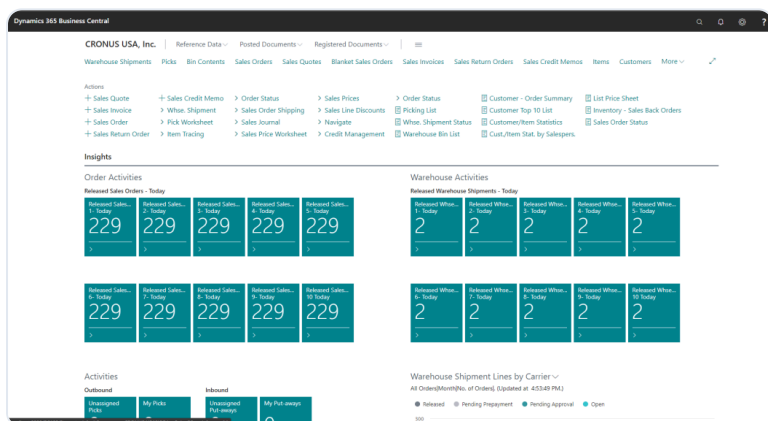 Dynamics 365 Business Central
?
CRONUS USA, Inc. Reference Data Posted Documents Registered Documents
Warehouse Shipments Picks Bin Contents Sales Orders Sales Quotes Blanket Sales Orders Sales Invoices Sales Return Orders Sales Credit Memos Items Customers More
Actions
+ Sales Quote + Sales Credit Memo > Order Status > Sales Prices > Order Status Customer - Order Summary List Price Sheet
+ Sales Invoice > Whse. Shipment > Sales Order Shipping > Sales Line Discounts Picking List Customer Top 10 List Inventory - Sales Back Orders
+ Sales Order > Pick Worksheet > Sales Journal > Navigate Whse. Shipment Status Customer/Item Statistics Sales Order Status
+ Sales Return Order > Item Tracing > Sales Price Worksheet > Credit Management Warehouse Bin List Cust./Item Stat. by Salespers.
Insights
Order Activities
Released Sales Orders - Today
Released Sales... Released Sales... Released Sales... Released Sales... Released Sales...
1- Today 2- Today 3- Today 4- Today 5- Today
229 229 229 229 229
> > > > >
Released Sales... Released Sales... Released Sales... Released Sales... Released Sales...
6- Today 7- Today 8- Today 9- Today 10 Today
229 229 229 229 229
> > > > >
Warehouse Activities
Released Warehouse Shipments - Today
Released Whse... Released Whse... Released Whse... Released Whse... Released Whse...
1- Today 2- Today 3- Today 4- Today 5- Today
2 2 2 2 2
> > > > >
Released Whse... Released Whse... Released Whse... Released Whse... Released Whse...
6- Today 7- Today 8- Today 9- Today 10 Today
2 2 2 2 2
> > > > >
Activities
Outbound Inbound
Unassigned My Picks Unassigned My Put-aways
Picks Put-aways
Warehouse Shipment Lines by Carrier
All Orders|Month|No. of Orders|. (Updated at 4:53:49 PM.)
Released Pending Prepayment Pending Approval Open
300